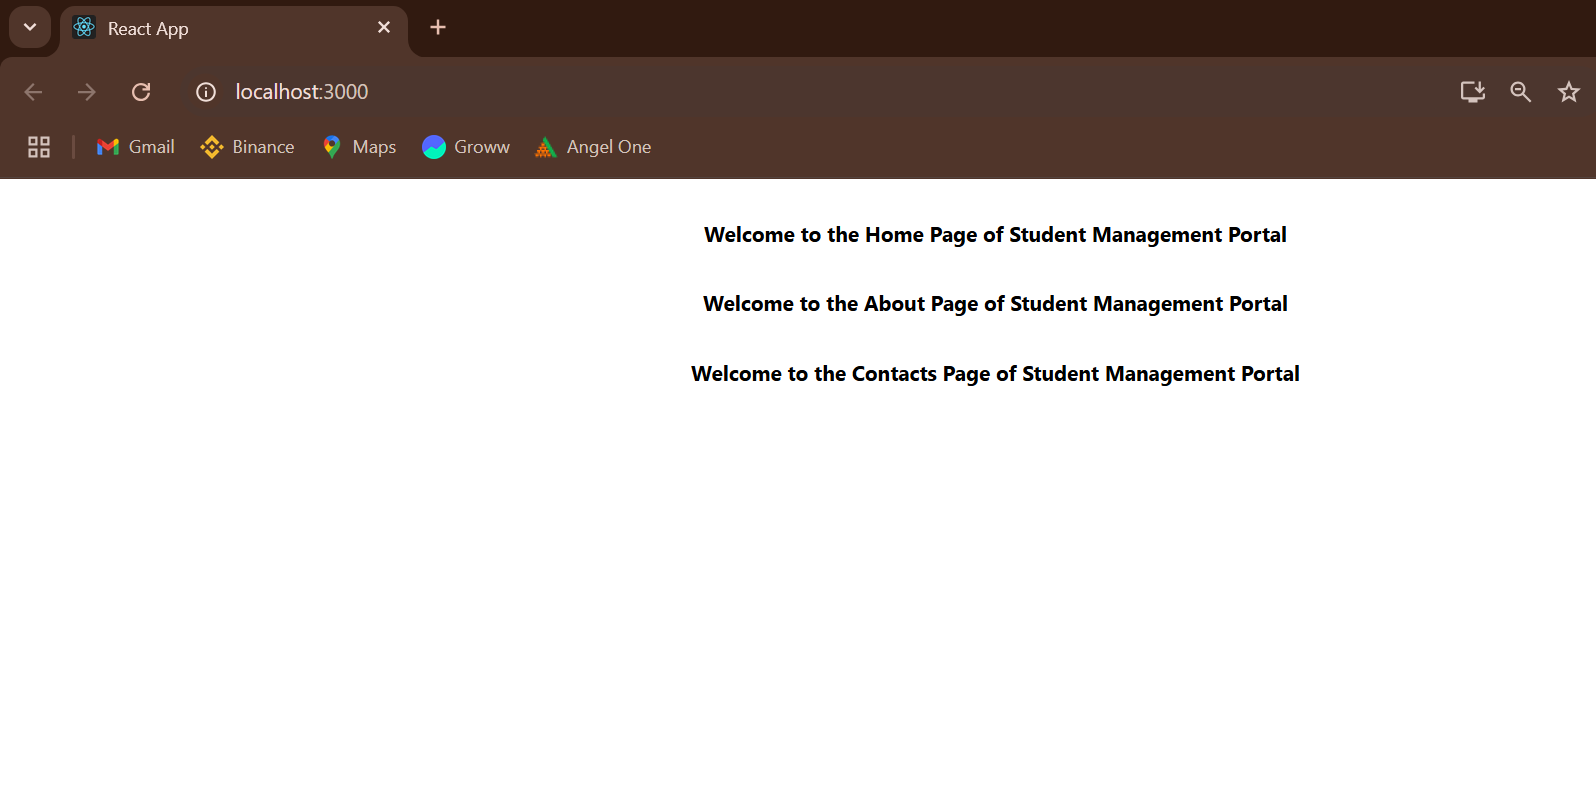 React App
localhost:3000
Gmail Binance Maps Groww Angel One
Welcome to the Home Page of Student Management Portal
Welcome to the About Page of Student Management Portal
Welcome to the Contacts Page of Student Management Portal